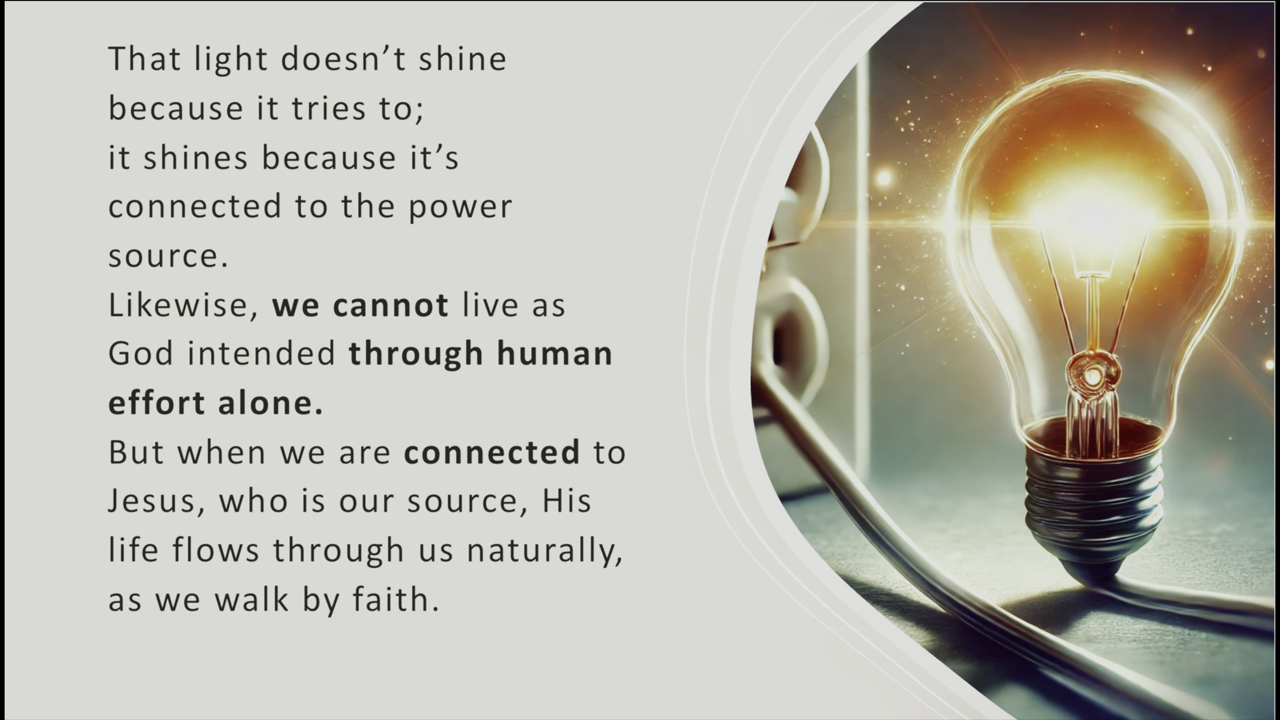 That light doesn’t shine
because it tries to;
it shines because it’s
connected to the power
source.
Likewise, we cannot live as
God intended through human
effort alone.
But when we are connected to
Jesus, who is our source, His
life flows through us naturally,
as we walk by faith.